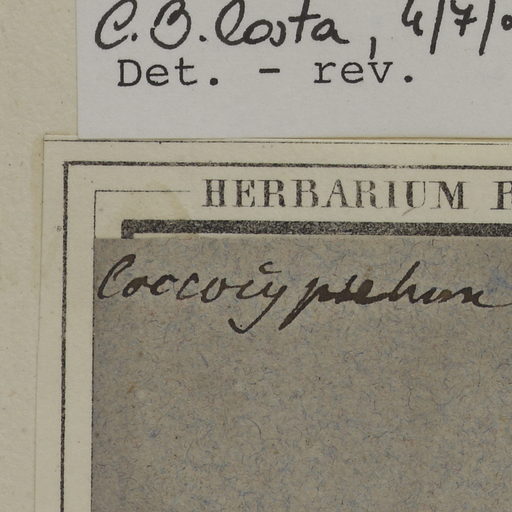 C.B. Costa, 4/7/
Det. - rev.
HERBARIUM
Coccocypselum